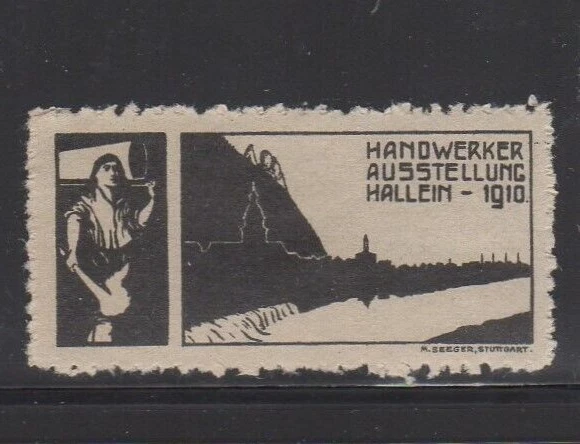 HANDWERKER
AUSSTELLUNG
HALLEIN - 1910.
M. SEEGER, STUTTGART.